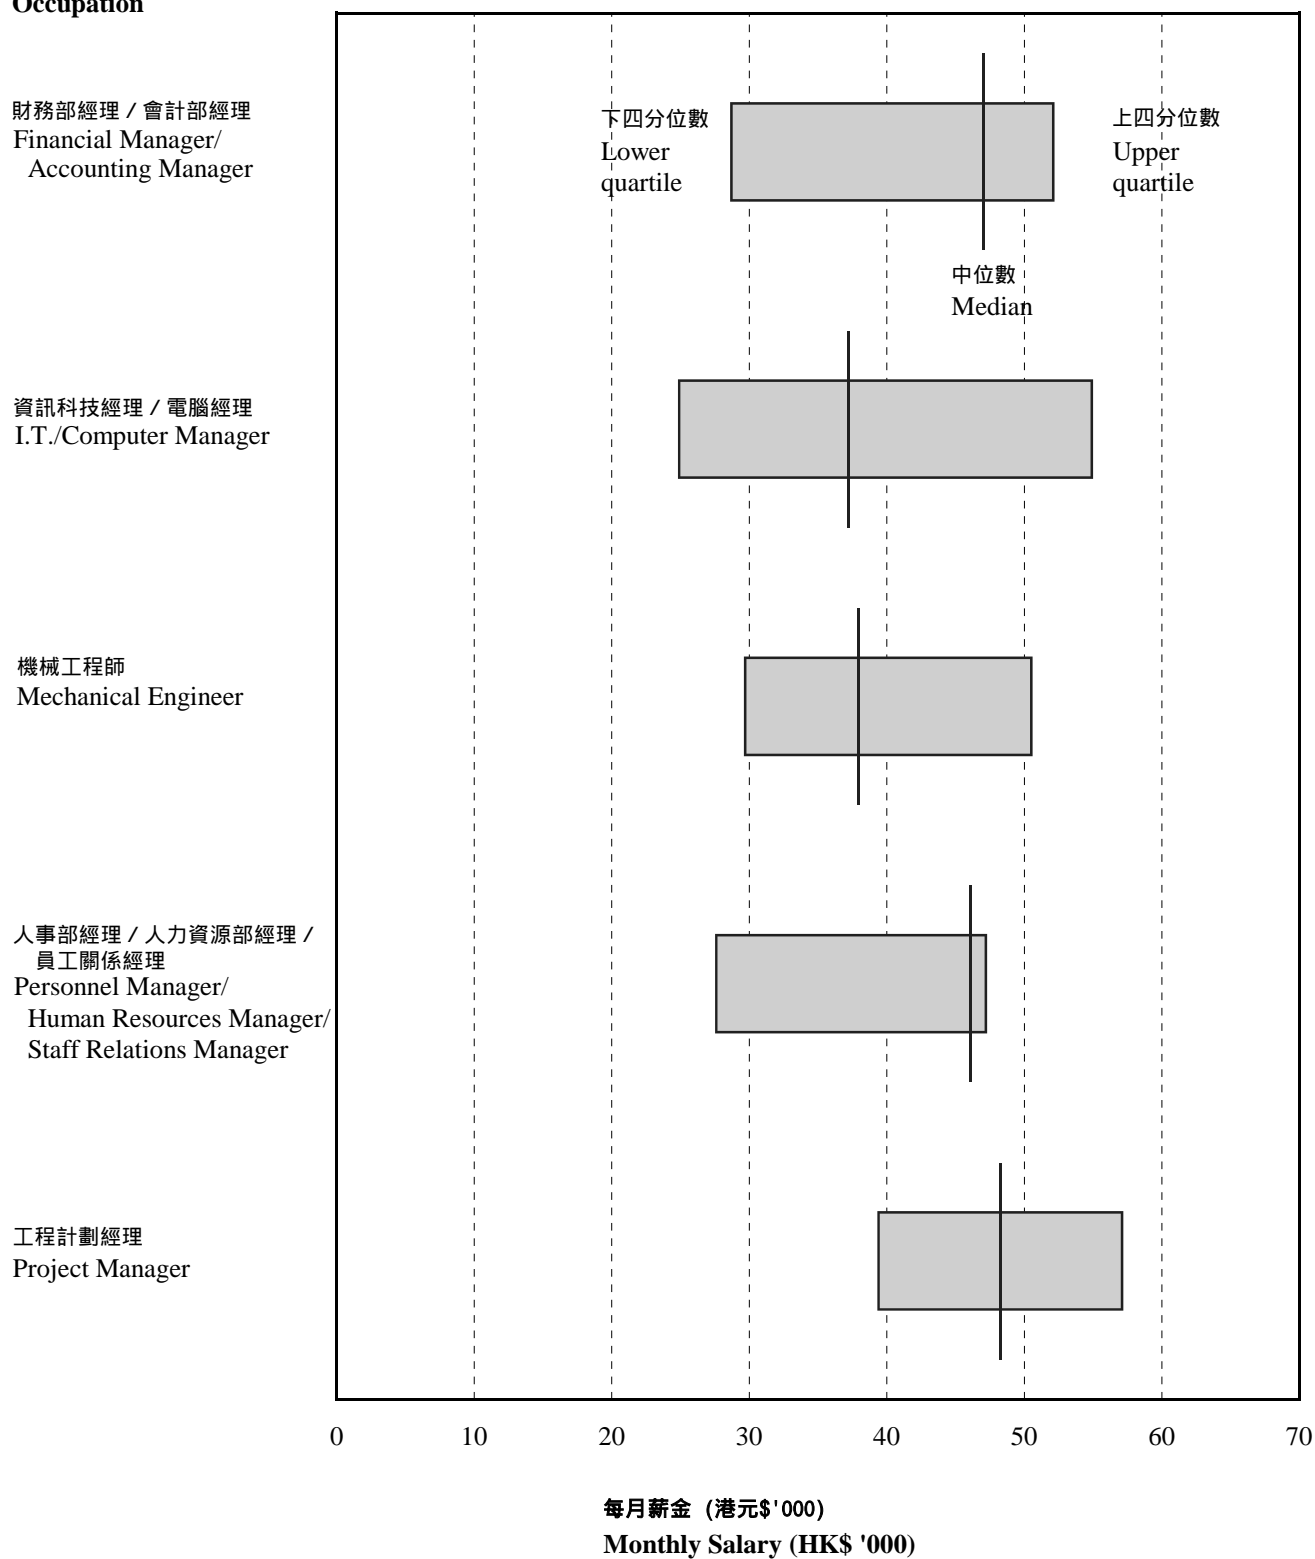 Occupation
財務部經理 / 會計部經理
Financial Manager/
Accounting Manager
下四分位數
Lower
quartile
上四分位數
Upper
quartile
中位數
Median
資訊科技經理 / 電腦經理
I.T./Computer Manager
機械工程師
Mechanical Engineer
人事部經理 / 人力資源部經理 /
員工關係經理
Personnel Manager/
Human Resources Manager/
Staff Relations Manager
工程計劃經理
Project Manager
0 10 20 30 40 50 60 70
每月薪金 (港元$'000)
Monthly Salary (HK$ '000)